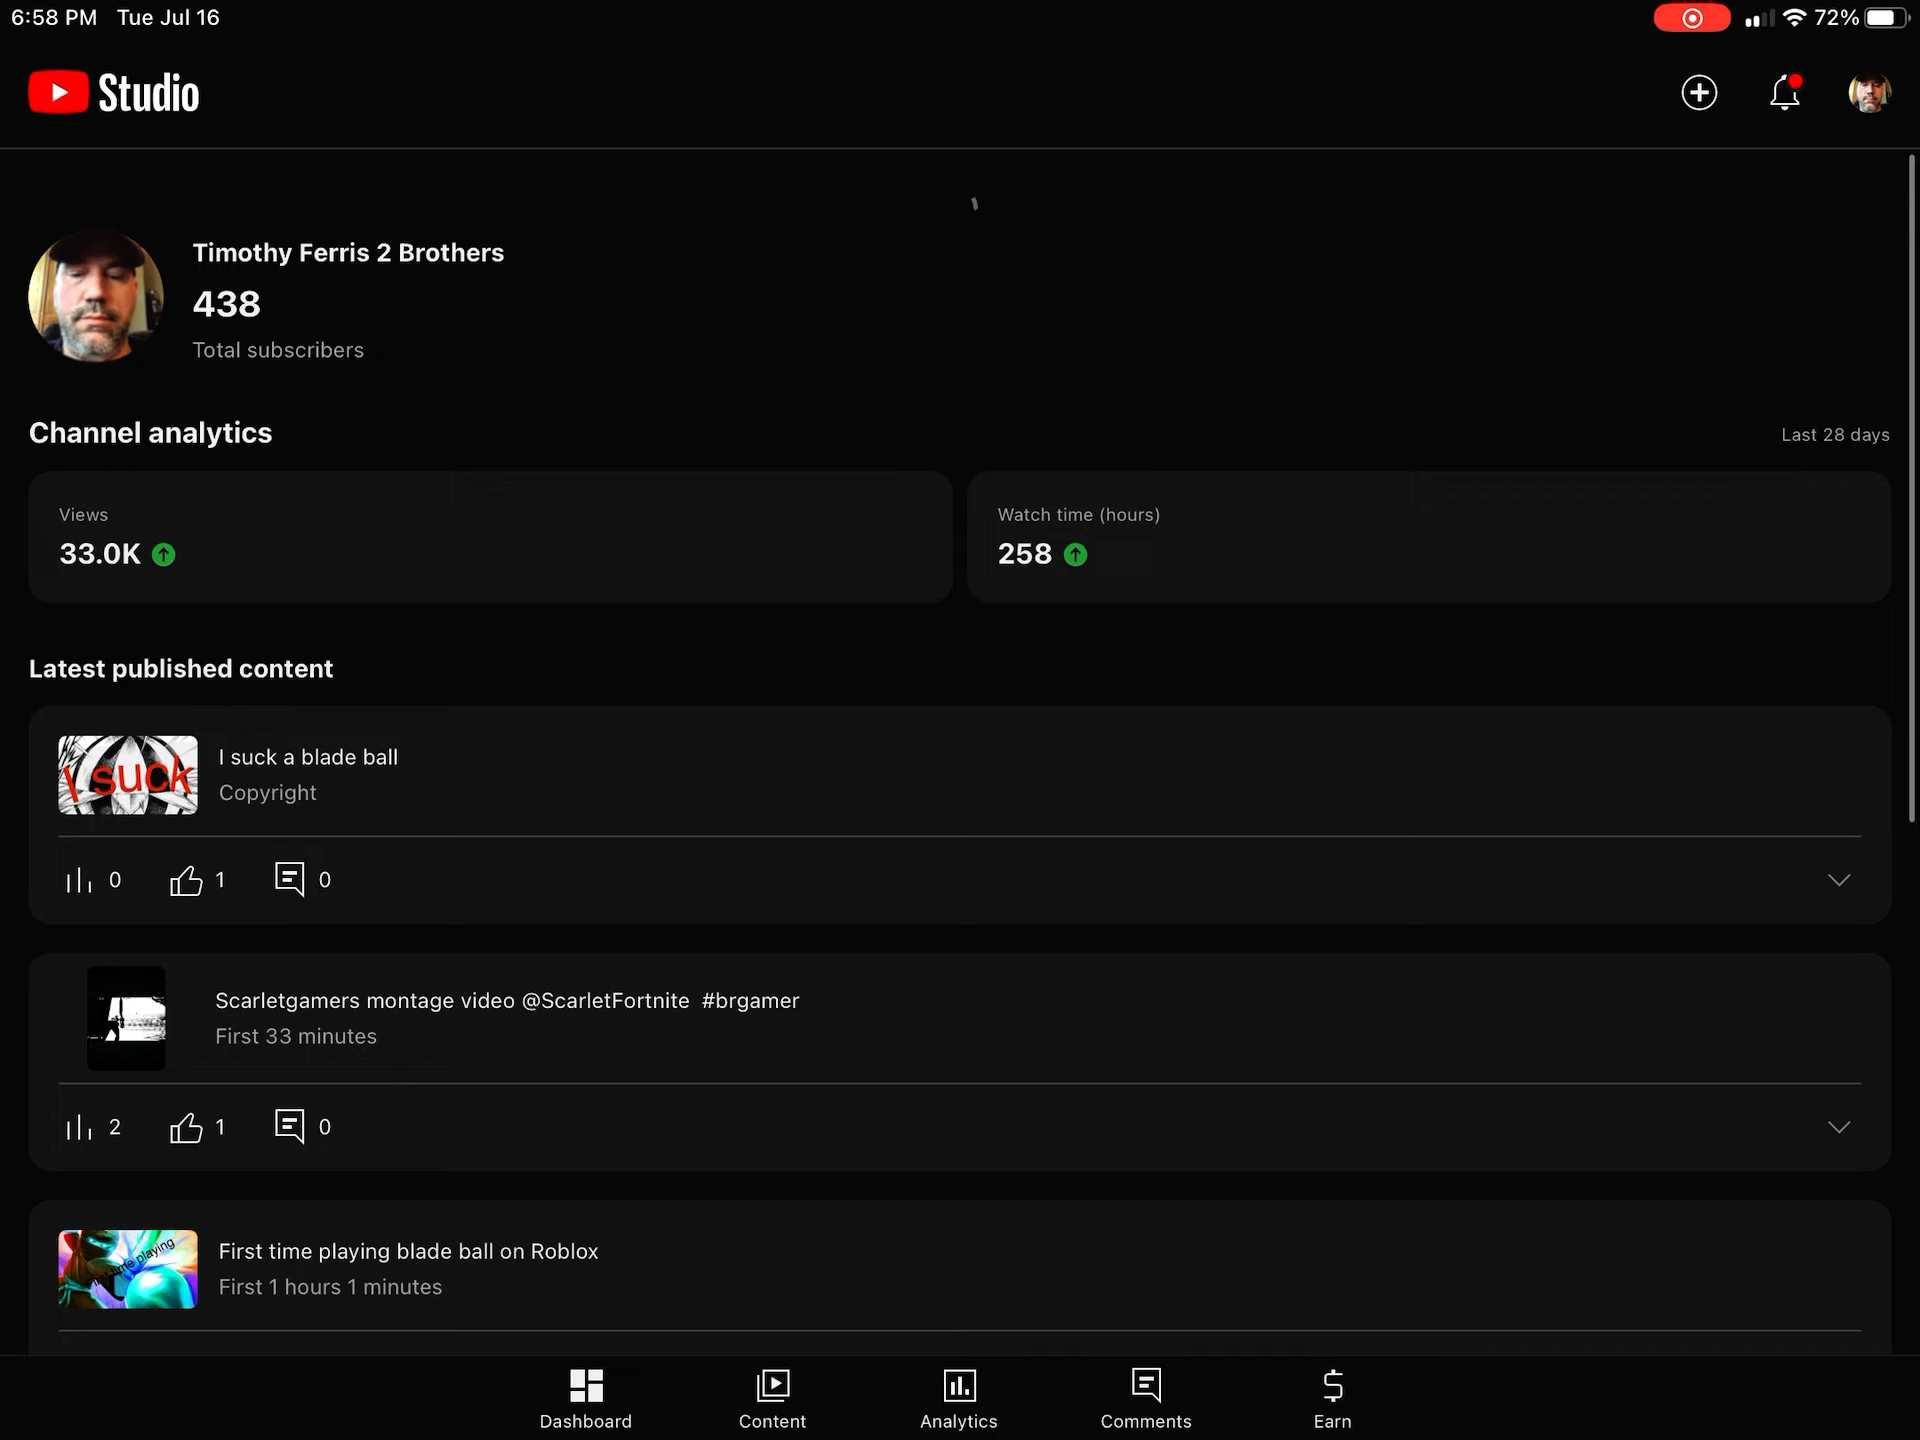 6:58 PM Tue Jul 16
72%
Studio
Timothy Ferris 2 Brothers
438
Total subscribers
Channel analytics
Last 28 days
Views
33.0K
Watch time (hours)
258
Latest published content
I suck
I suck a blade ball
Copyright
0 1 0
Scarletgamers montage video @ScarletFortnite #brgamer
First 33 minutes
2 1 0
time playing
First time playing blade ball on Roblox
First 1 hours 1 minutes
Dashboard
Content
Analytics
Comments
Earn